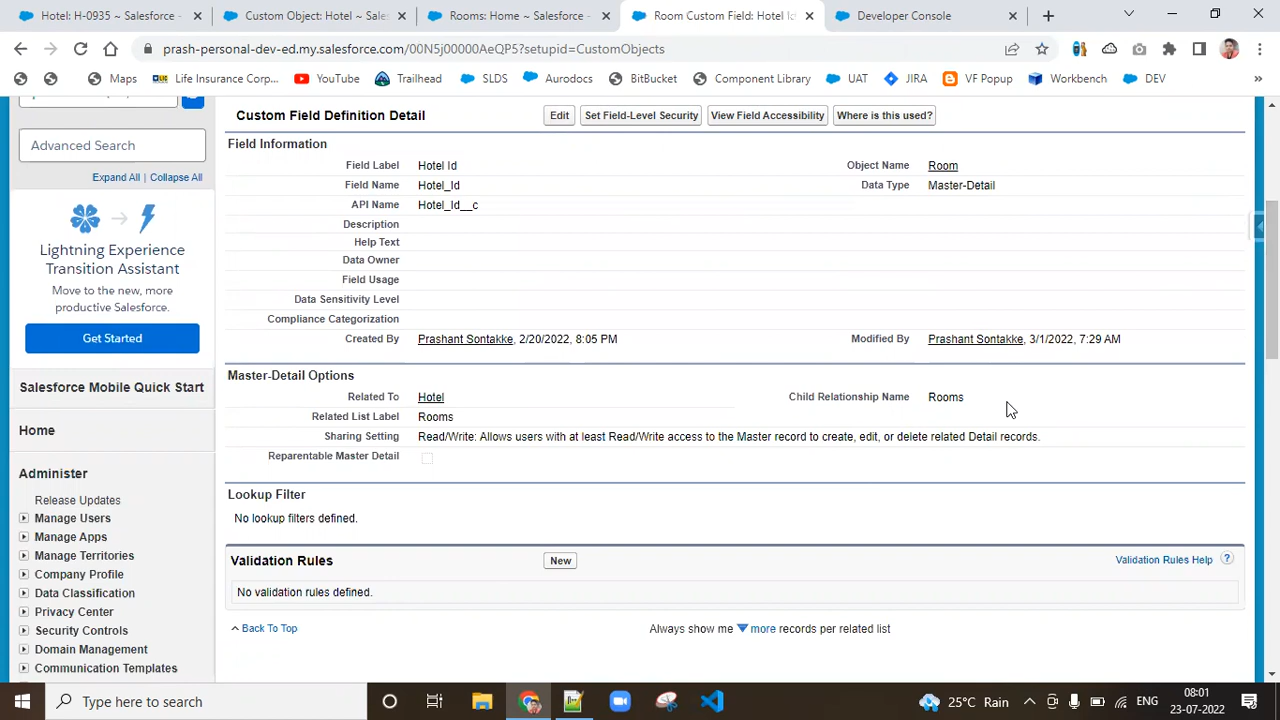 Hotel: H-0935 ~ Salesforce -
Custom Object: Hotel ~ Sales
Rooms: Home ~ Salesforce -
Room Custom Field: Hotel Id
Developer Console
prash-personal-dev-ed.my.salesforce.com/00N5j00000AeQP5?setupid=CustomObjects
Maps
Life Insurance Corp...
YouTube
Trailhead
SLDS
Aurodocs
BitBucket
Component Library
UAT
JIRA
VF Popup
Workbench
DEV
»
Advanced Search
Expand All | Collapse All
Lightning Experience
Transition Assistant
Move to the new, more
productive Salesforce.
Get Started
Salesforce Mobile Quick Start
Home
Administer
Release Updates
Manage Users
Manage Apps
Manage Territories
Company Profile
Data Classification
Privacy Center
Security Controls
Domain Management
Communication Templates
Custom Field Definition Detail
Edit
Set Field-Level Security
View Field Accessibility
Where is this used?
Field Information
Field Label Hotel Id
Object Name Room
Field Name Hotel_Id
Data Type Master-Detail
API Name Hotel_Id__c
Description
Help Text
Data Owner
Field Usage
Data Sensitivity Level
Compliance Categorization
Created By Prashant Sontakke, 2/20/2022, 8:05 PM
Modified By Prashant Sontakke, 3/1/2022, 7:29 AM
Master-Detail Options
Related To Hotel
Child Relationship Name Rooms
Related List Label Rooms
Sharing Setting Read/Write: Allows users with at least Read/Write access to the Master record to create, edit, or delete related Detail records.
Reparentable Master Detail
Lookup Filter
No lookup filters defined.
Validation Rules
New
Validation Rules Help ?
No validation rules defined.
Back To Top
Always show me more records per related list
Type here to search
25°C Rain
ENG
08:01
23-07-2022